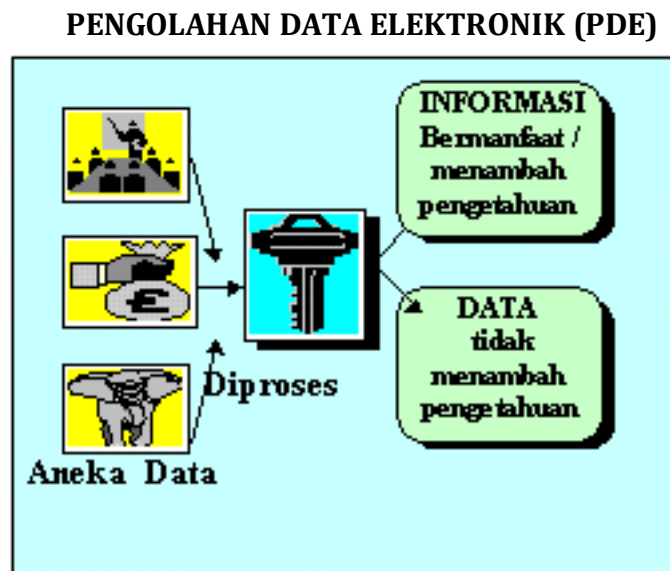 PENGOLAHAN DATA ELEKTRONIK (PDE)
INFORMASI
Bermanfaat /
menambah
pengetahuan
€
DATA
tidak
menambah
pengetahuan
Diproses
Aneka Data